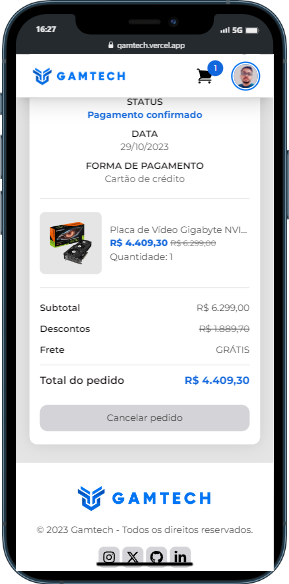 16:27
5G
gamtech.vercel.app
GAMTECH
1
STATUS
Pagamento confirmado
DATA
29/10/2023
FORMA DE PAGAMENTO
Cartão de crédito
Placa de Vídeo Gigabyte NVI...
R$ 4.409,30 R$ 6.299,00
Quantidade: 1
Subtotal R$ 6.299,00
Descontos R$ 1.889,70
Frete GRÁTIS
Total do pedido R$ 4.409,30
Cancelar pedido
GAMTECH
© 2023 Gamtech - Todos os direitos reservados.